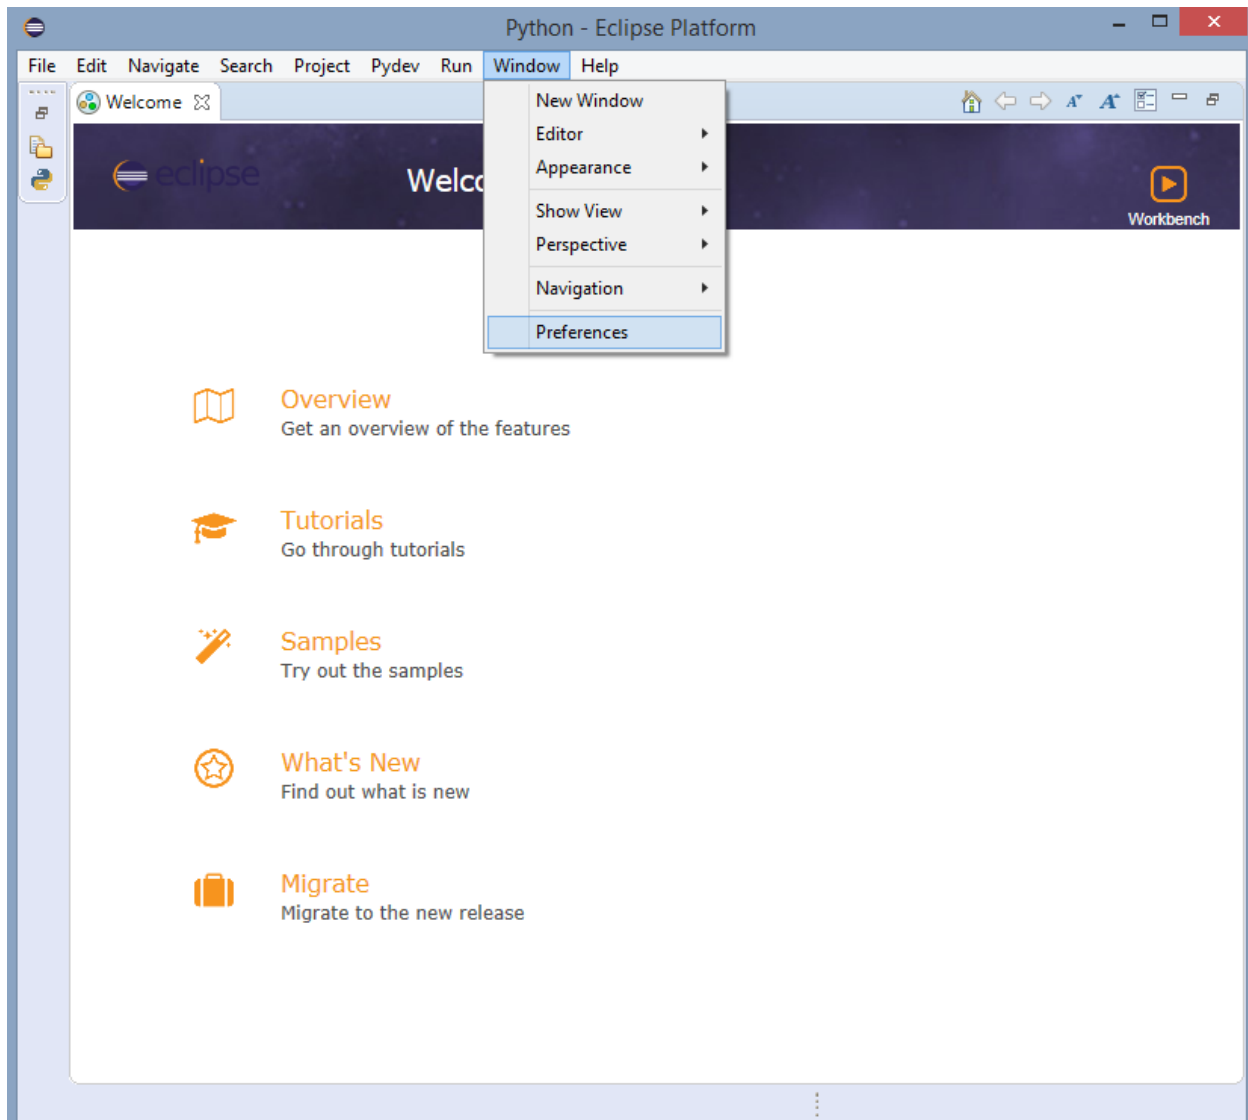 Python - Eclipse Platform
File Edit Navigate Search Project Pydev Run Window Help
Welcome
New Window
Editor
Appearance
Show View
Perspective
Navigation
Preferences
eclipse
Workbench
Overview
Get an overview of the features
Tutorials
Go through tutorials
Samples
Try out the samples
What's New
Find out what is new
Migrate
Migrate to the new release